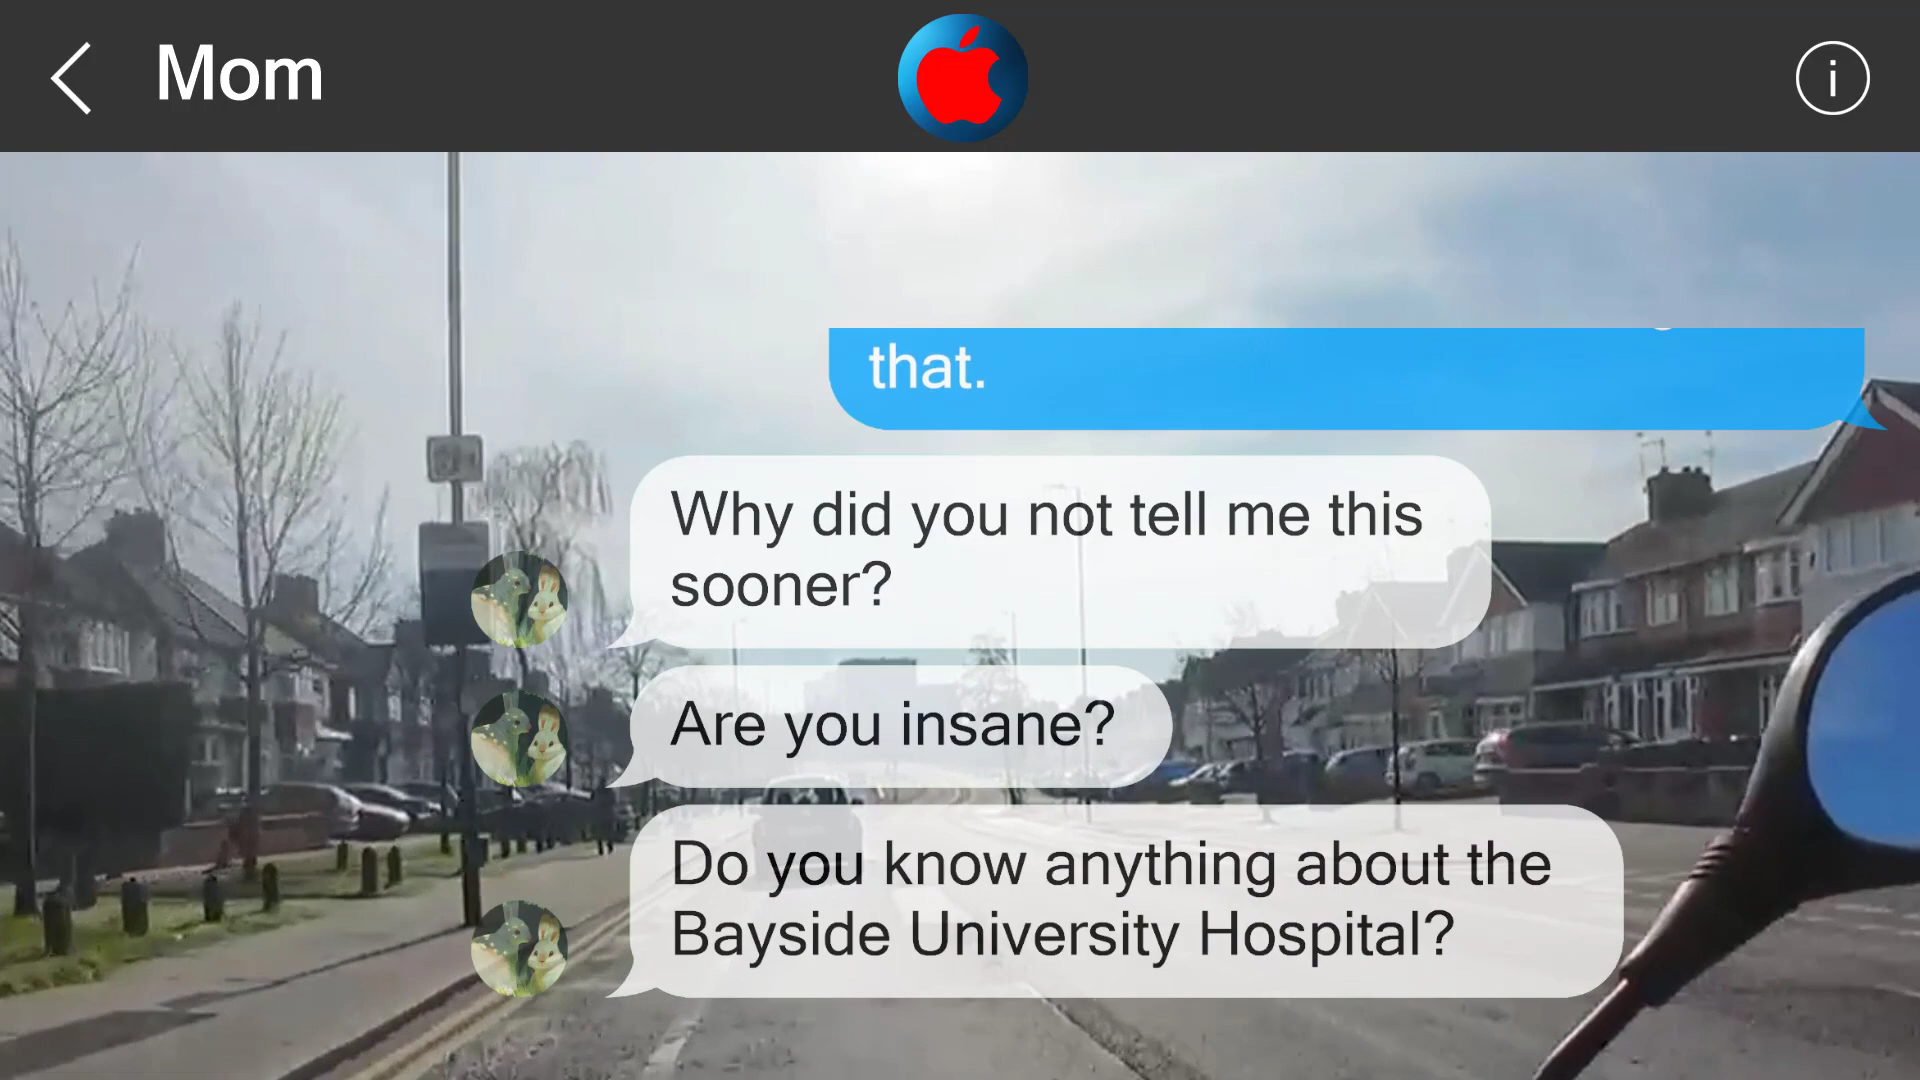 Mom
that.
Why did you not tell me this
sooner?
Are you insane?
Do you know anything about the
Bayside University Hospital?